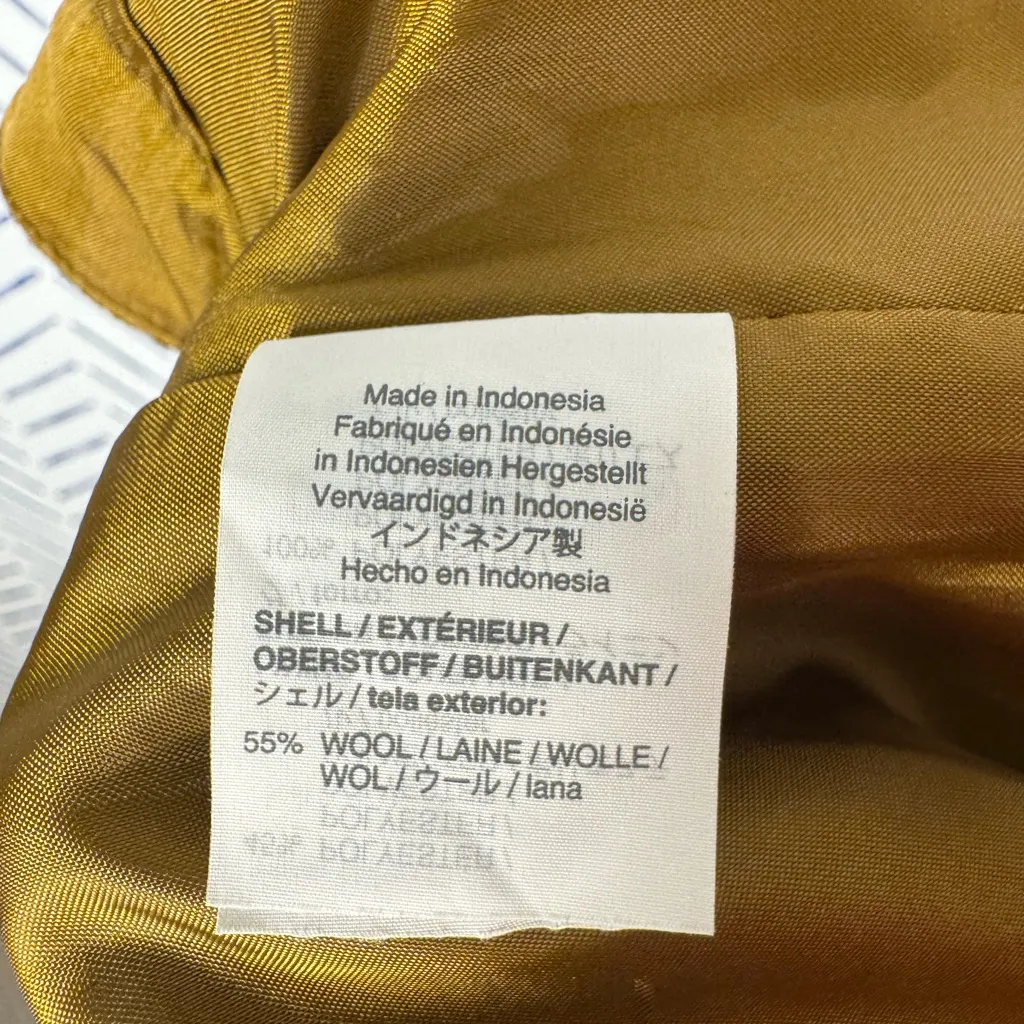 Made in Indonesia
Fabriqué en Indonésie
in Indonesien Hergestellt
Vervaardigd in Indonesië
インドネシア製
Hecho en Indonesia
SHELL / EXTÉRIEUR /
OBERSTOFF / BUITENKANT /
シェル / tela exterior:
55% WOOL / LAINE / WOLLE /
WOL / ウール / lana